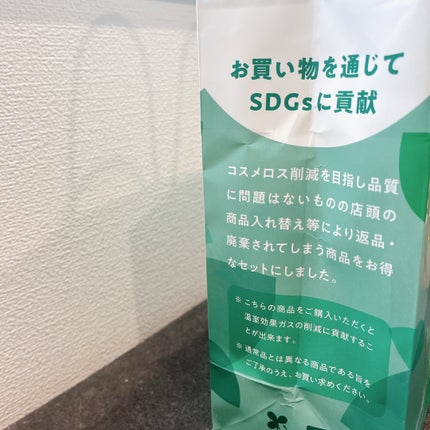 お買い物を通じて
SDGsに貢献
コスメロス削減を目指し品質
に問題はないものの店頭の
商品入れ替え等により返品・
廃棄されてしまう商品をお得
なセットにしました。
※こちらの商品をご購入いただくと
温室効果ガスの削減に貢献するこ
とが出来ます。
※通常品とは異なる商品である旨を
ご了承のうえ、お買い求めください。